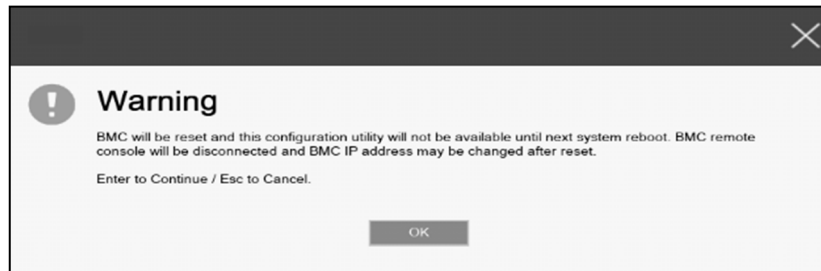 Warning
BMC will be reset and this configuration utility will not be available until next system reboot. BMC remote
console will be disconnected and BMC IP address may be changed after reset.
Enter to Continue / Esc to Cancel.
OK